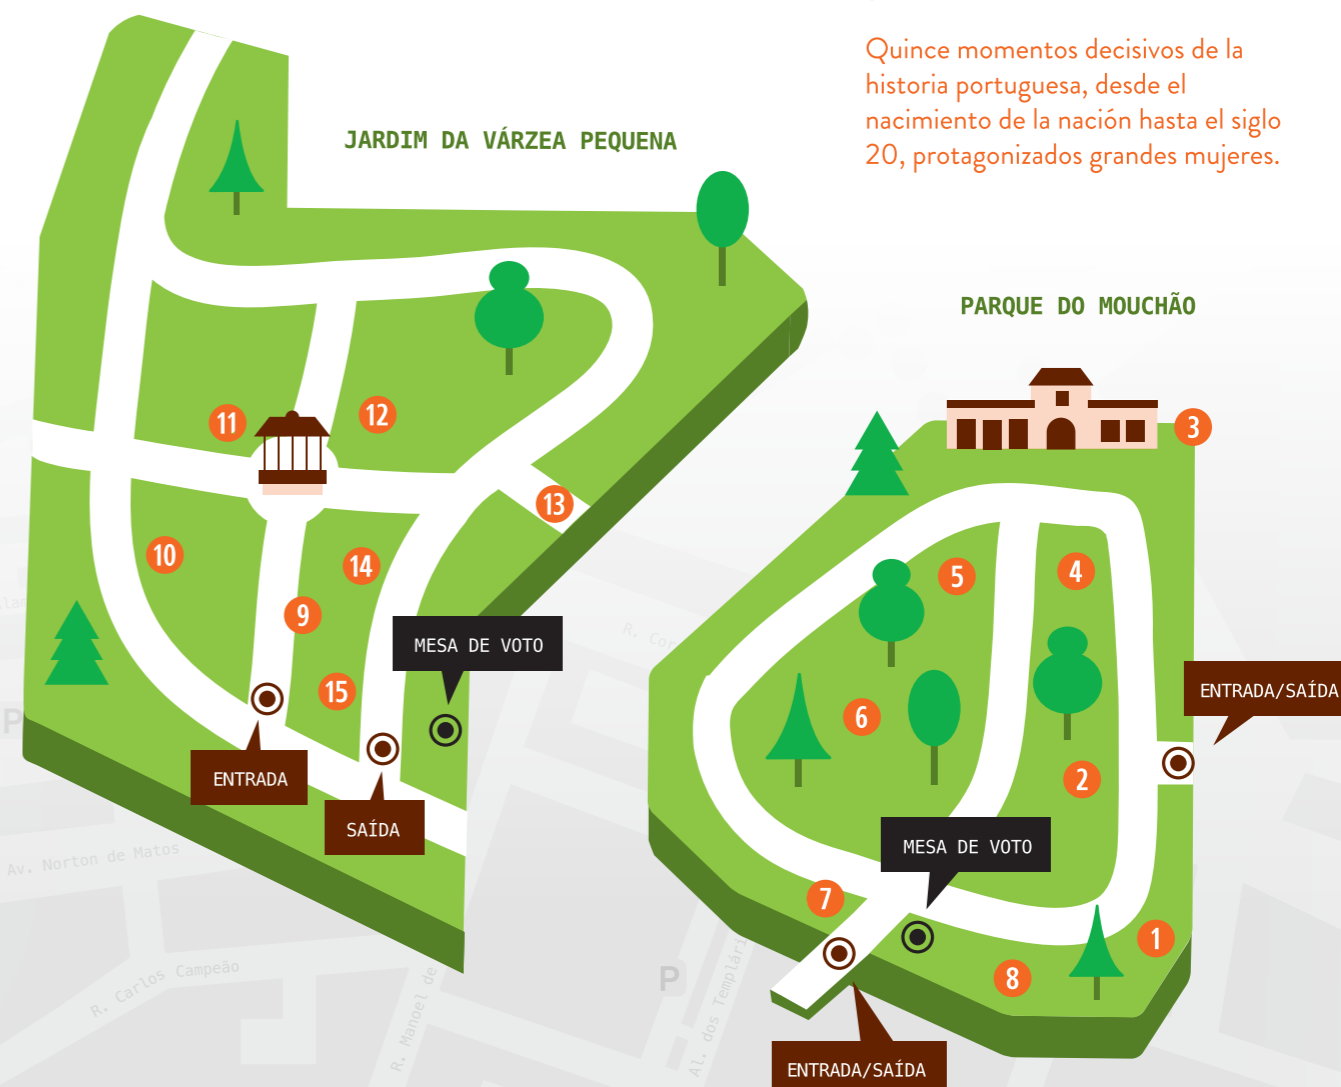 Quince momentos decisivos de la
historia portuguesa, desde el
nacimiento de la nación hasta el siglo
20, protagonizados grandes mujeres.
JARDIM DA VÁRZEA PEQUENA
PARQUE DO MOUCHÃO
11
12
3
13
10
14
5
4
9
MESA DE VOTO
R. Cor
15
6
ENTRADA/SAÍDA
P
ENTRADA
2
SAÍDA
MESA DE VOTO
Av. Norton de Matos
7
1
R. Carlos Campeão
P
8
R. Manoel de
Al. dos Templári
ENTRADA/SAÍDA